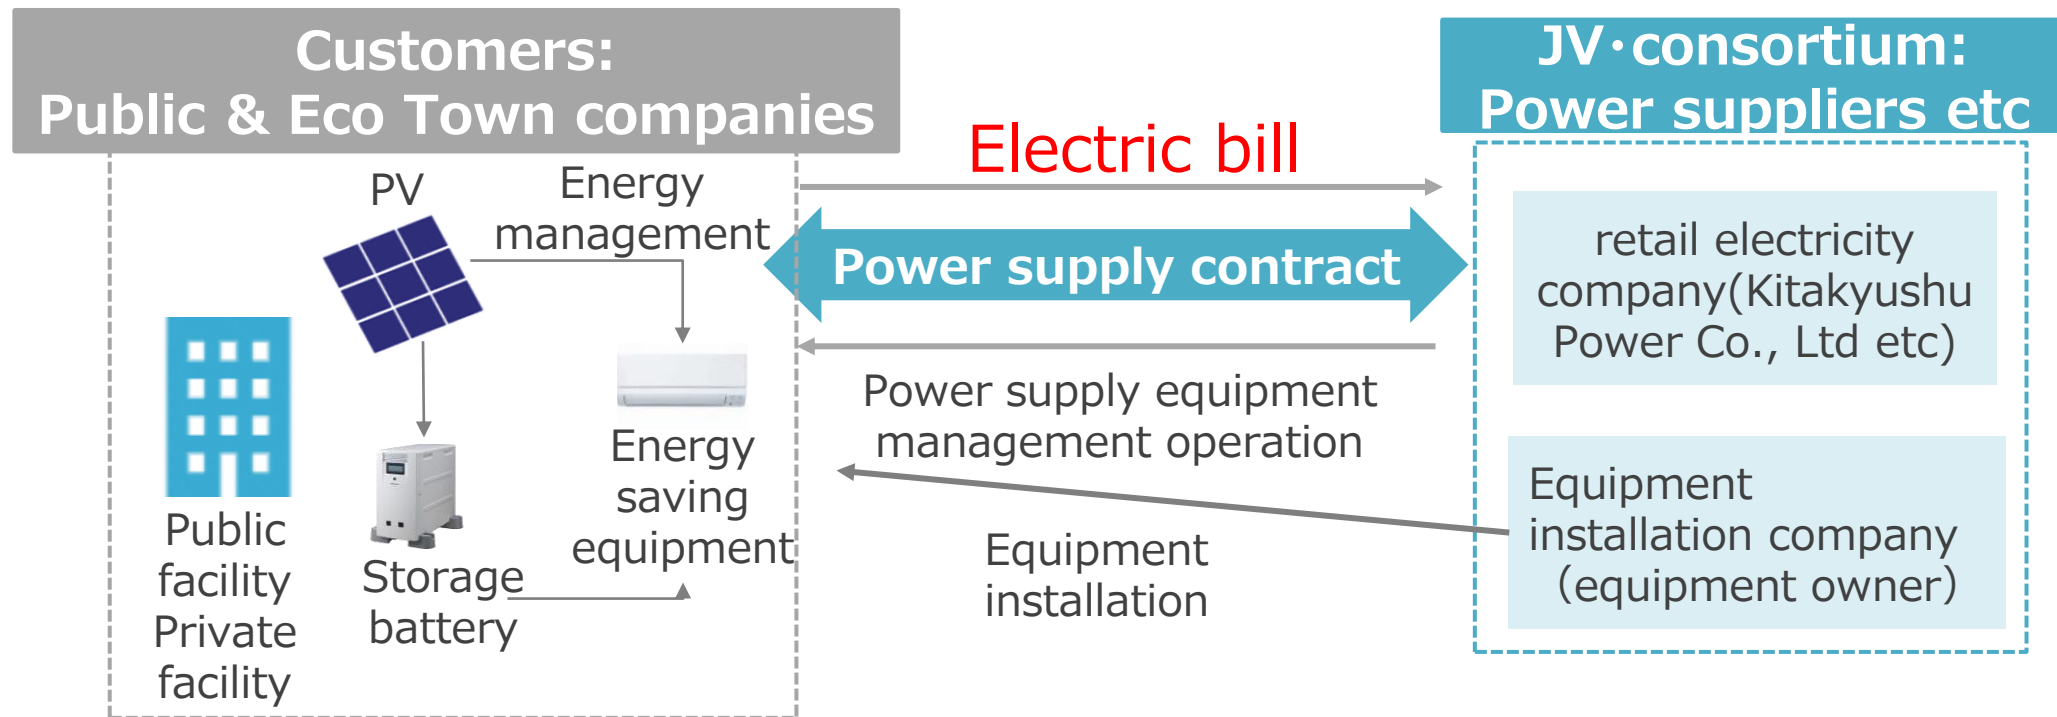 Customers:
Public & Eco Town companies
JV・consortium:
Power suppliers etc
Electric bill
PV
Energy
management
Power supply contract
retail electricity
company(Kitakyushu
Power Co., Ltd etc)
Power supply equipment
management operation
Energy
saving
equipment
Public
facility
Private
facility
Storage
battery
Equipment
installation
Equipment
installation company
（equipment owner）